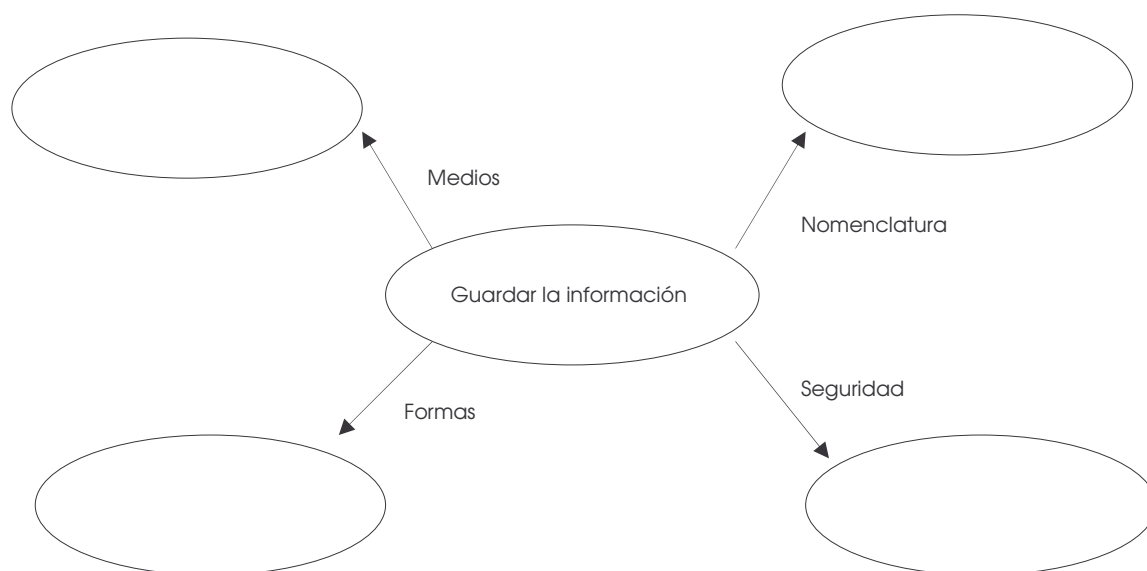 Medios
Nomenclatura
Guardar la información
Seguridad
Formas